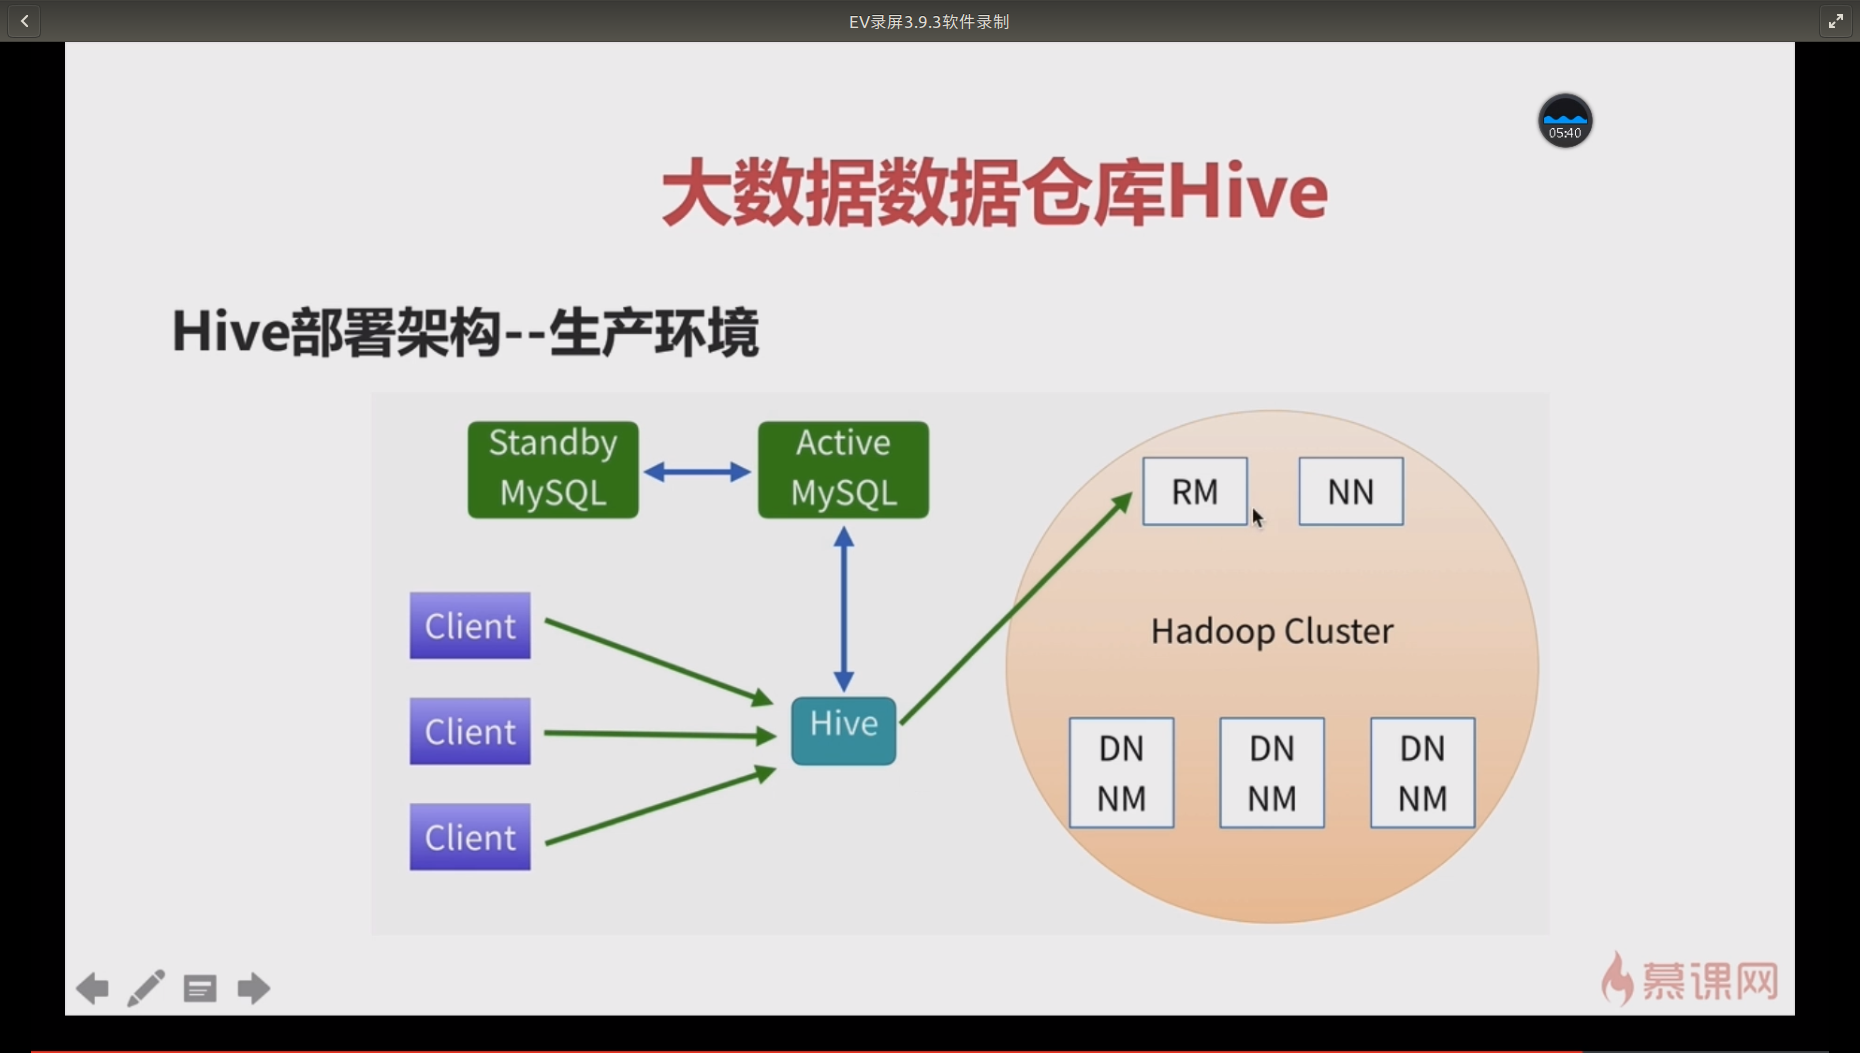 EV录屏3.9.3软件录制
05:40
大数据数据仓库Hive
Hive部署架构--生产环境
Standby
MySQL
Active
MySQL
RM
NN
Client
Client
Client
Hive
Hadoop Cluster
DN
NM
DN
NM
DN
NM
慕课网